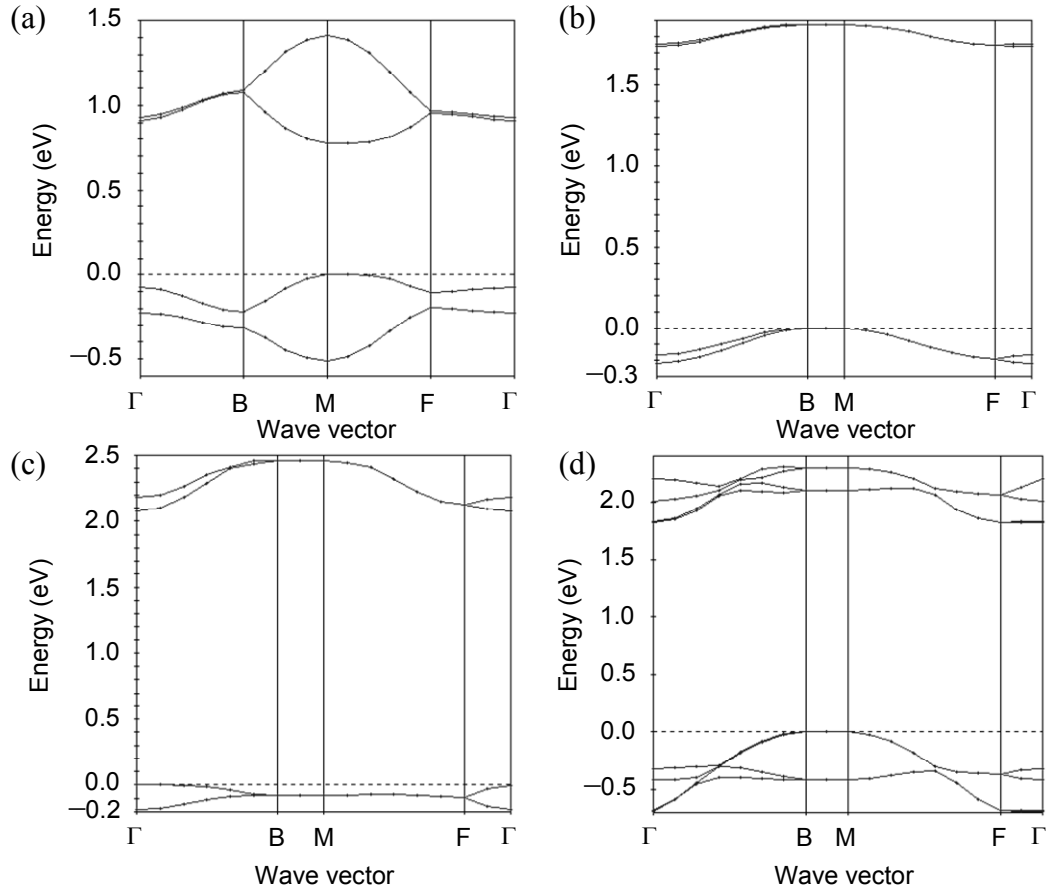 (a)
1.5
1.0
0.5
0.0
−0.5
Energy (eV)
Γ B M F Γ
Wave vector
(b)
1.5
1.0
0.5
0.0
−0.3
Energy (eV)
Γ B M F Γ
Wave vector
(c)
2.5
2.0
1.5
1.0
0.5
0.0
−0.2
Energy (eV)
Γ B M F Γ
Wave vector
(d)
2.0
1.5
1.0
0.5
0.0
−0.5
Energy (eV)
Γ B M F Γ
Wave vector